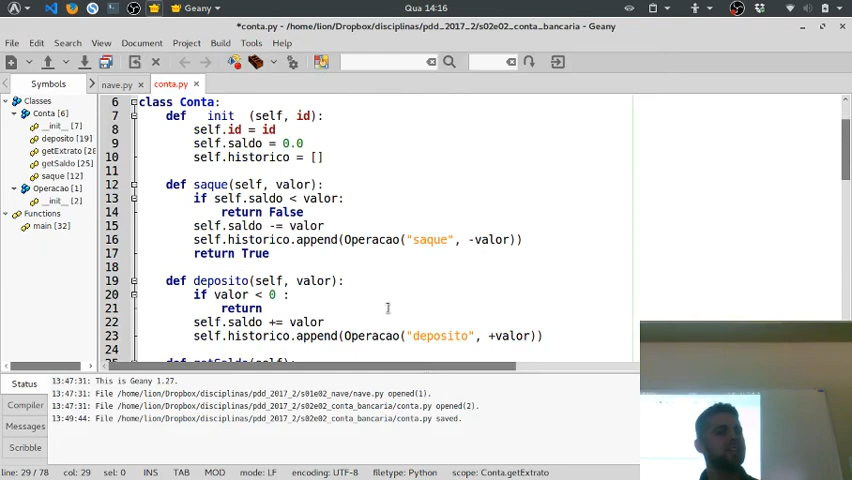 Geany
Qua 14:16
*conta.py - /home/lion/Dropbox/disciplinas/pdd_2017_2/s02e02_conta_bancaria - Geany
File Edit Search View Document Project Build Tools Help
Symbols
nave.py
conta.py
Classes
Conta [6]
__init__ [7]
deposito [19]
getExtrato [28
getSaldo [25]
saque [12]
Operacao [1]
__init__ [2]
Functions
main [32]
6 class Conta:
7 def __init__(self, id):
8 self.id = id
9 self.saldo = 0.0
10 self.historico = []
11
12 def saque(self, valor):
13 if self.saldo < valor:
14 return False
15 self.saldo -= valor
16 self.historico.append(Operacao("saque", -valor))
17 return True
18
19 def deposito(self, valor):
20 if valor < 0 :
21 return
22 self.saldo += valor
23 self.historico.append(Operacao("deposito", +valor))
24
25 def getSaldo(self):
Status
Compiler
Messages
Scribble
13:47:31: This is Geany 1.27.
13:47:31: File /home/lion/Dropbox/disciplinas/pdd_2017_2/s01e02_nave/nave.py opened(1).
13:47:31: File /home/lion/Dropbox/disciplinas/pdd_2017_2/s02e02_conta_bancaria/conta.py opened(2).
13:49:44: File /home/lion/Dropbox/disciplinas/pdd_2017_2/s02e02_conta_bancaria/conta.py saved.
line: 29 / 78 col: 29 sel: 0 INS TAB MOD mode: LF encoding: UTF-8 filetype: Python scope: Conta.getExtrato